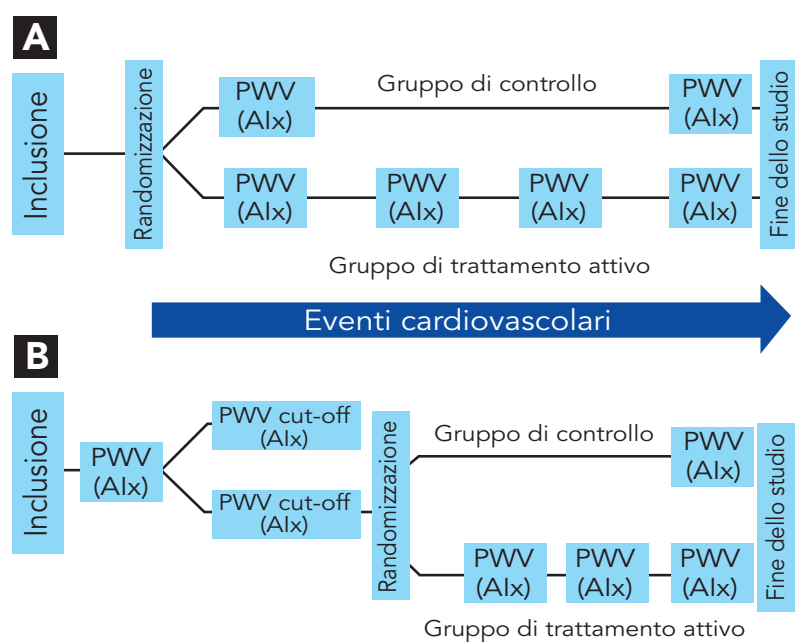 A
Inclusione
Randomizzazione
PWV
(AIx)
Gruppo di controllo
PWV
(AIx)
PWV
(AIx)
PWV
(AIx)
PWV
(AIx)
PWV
(AIx)
Fine dello studio
Gruppo di trattamento attivo
Eventi cardiovascolari
B
Inclusione
PWV
(AIx)
PWV cut-off
(AIx)
PWV cut-off
(AIx)
Randomizzazione
Gruppo di controllo
PWV
(AIx)
PWV
(AIx)
PWV
(AIx)
PWV
(AIx)
Fine dello studio
Gruppo di trattamento attivo